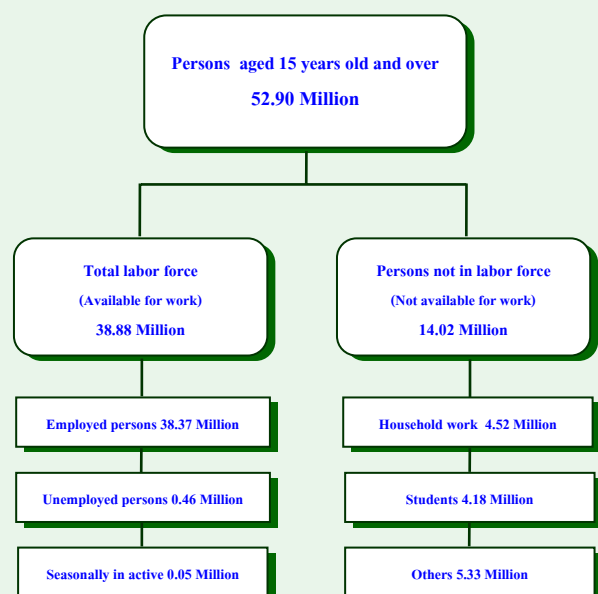 Persons aged 15 years old and over
52.90 Million
Total labor force
(Available for work)
38.88 Million
Persons not in labor force
(Not available for work)
14.02 Million
Employed persons 38.37 Million
Household work 4.52 Million
Unemployed persons 0.46 Million
Students 4.18 Million
Seasonally in active 0.05 Million
Others 5.33 Million